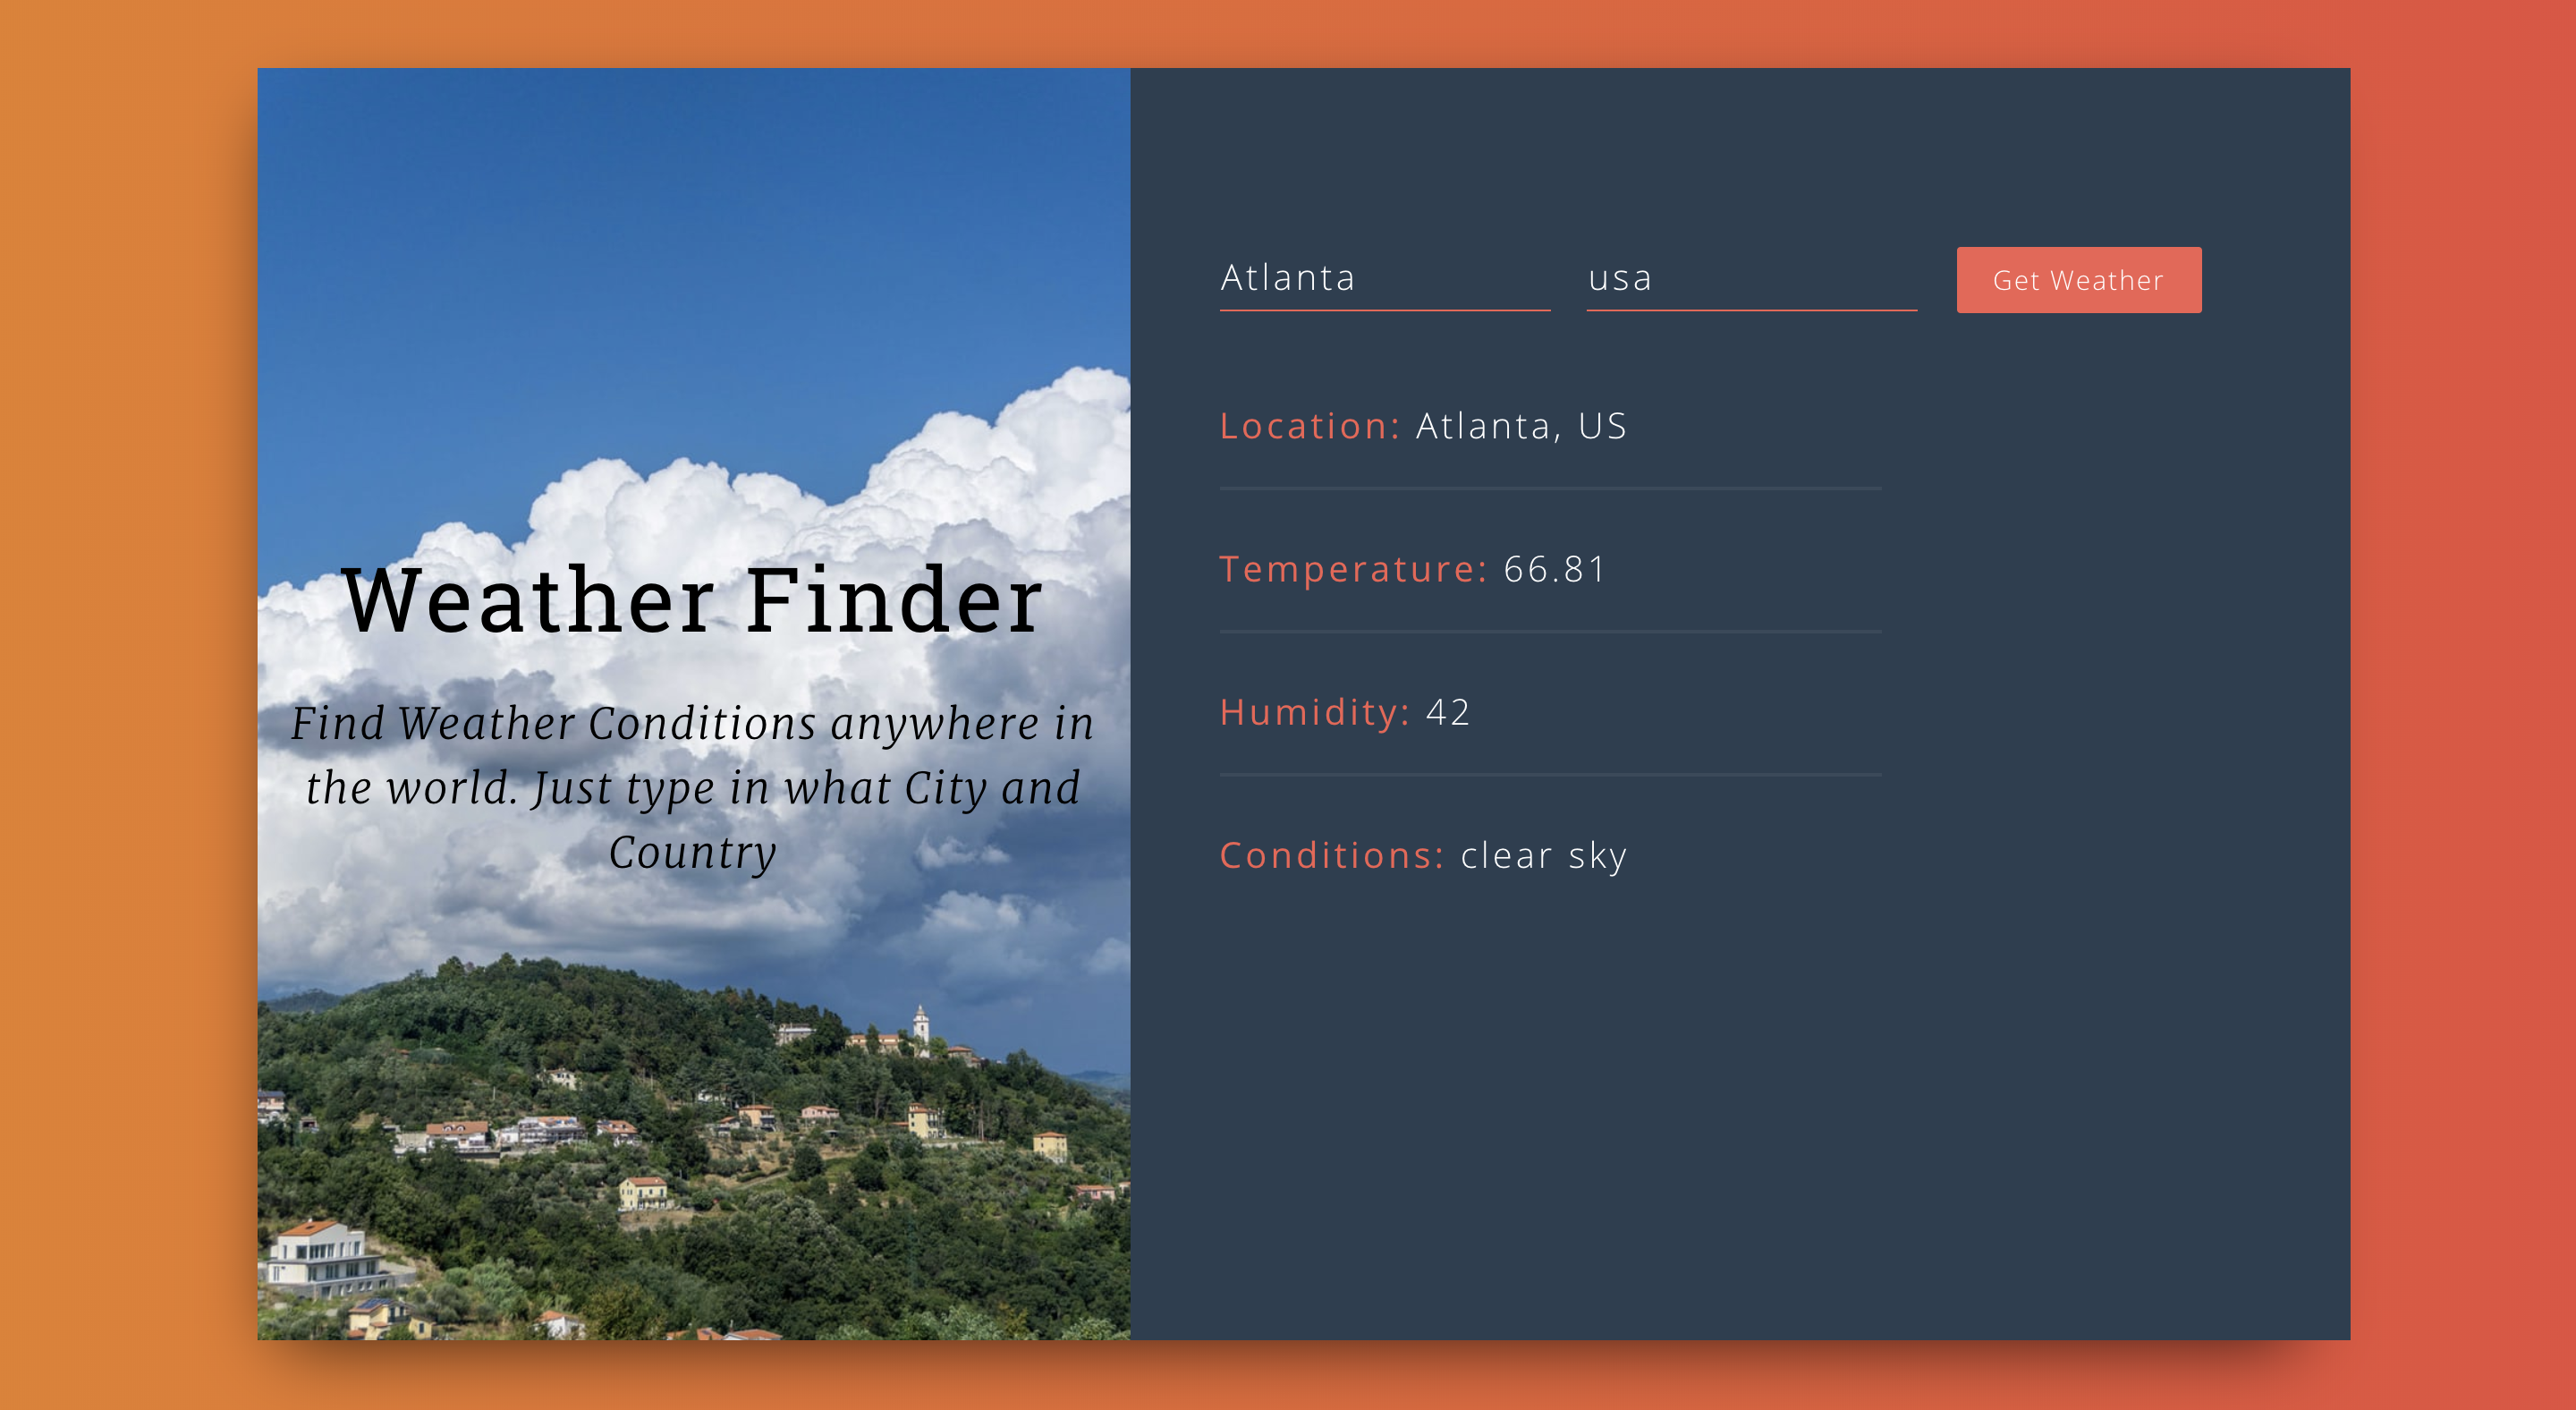 Weather Finder
Find Weather Conditions anywhere in
the world. Just type in what City and
Country
Atlanta
usa
Get Weather
Location: Atlanta, US
Temperature: 66.81
Humidity: 42
Conditions: clear sky